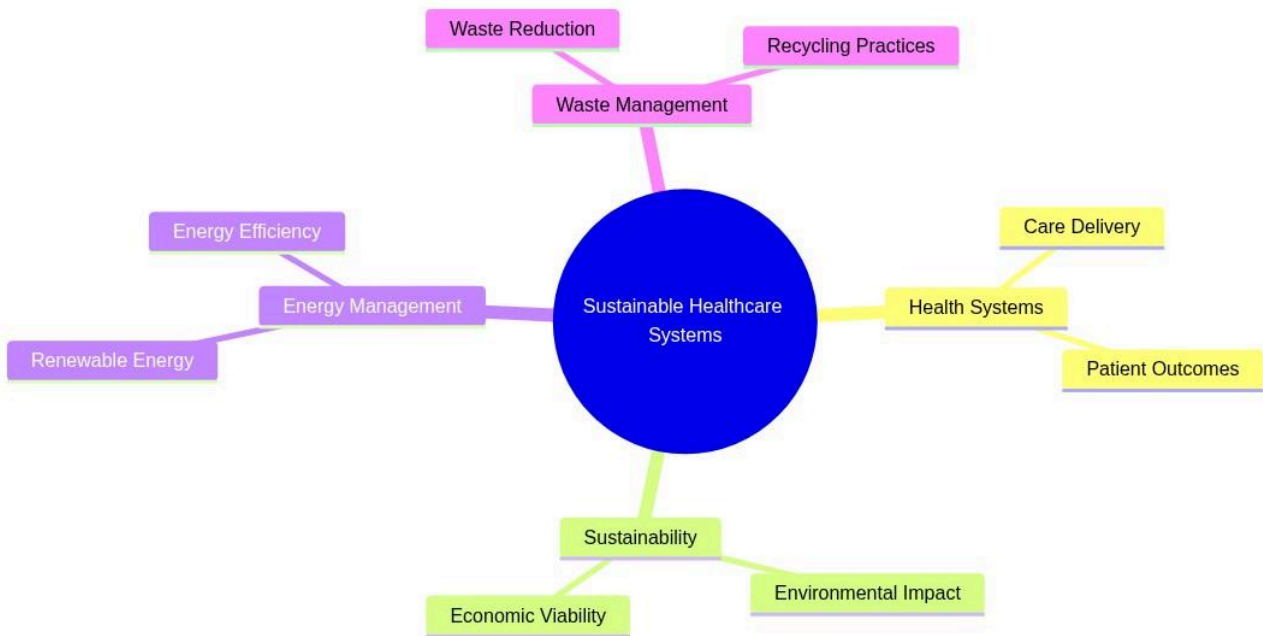 Waste Reduction
Recycling Practices
Waste Management
Energy Efficiency
Care Delivery
Energy Management
Sustainable Healthcare
Systems
Health Systems
Renewable Energy
Patient Outcomes
Sustainability
Economic Viability
Environmental Impact